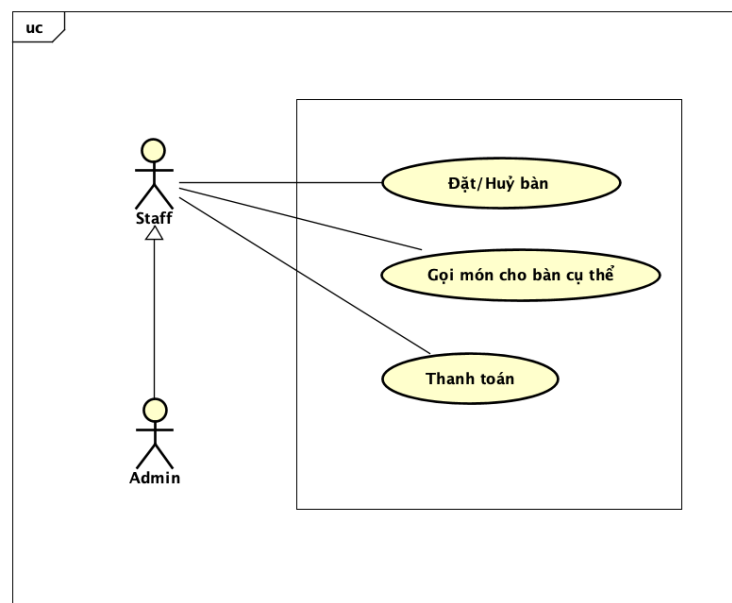 uc
Đặt/Huỷ bàn
Staff
Gọi món cho bàn cụ thể
Thanh toán
Admin